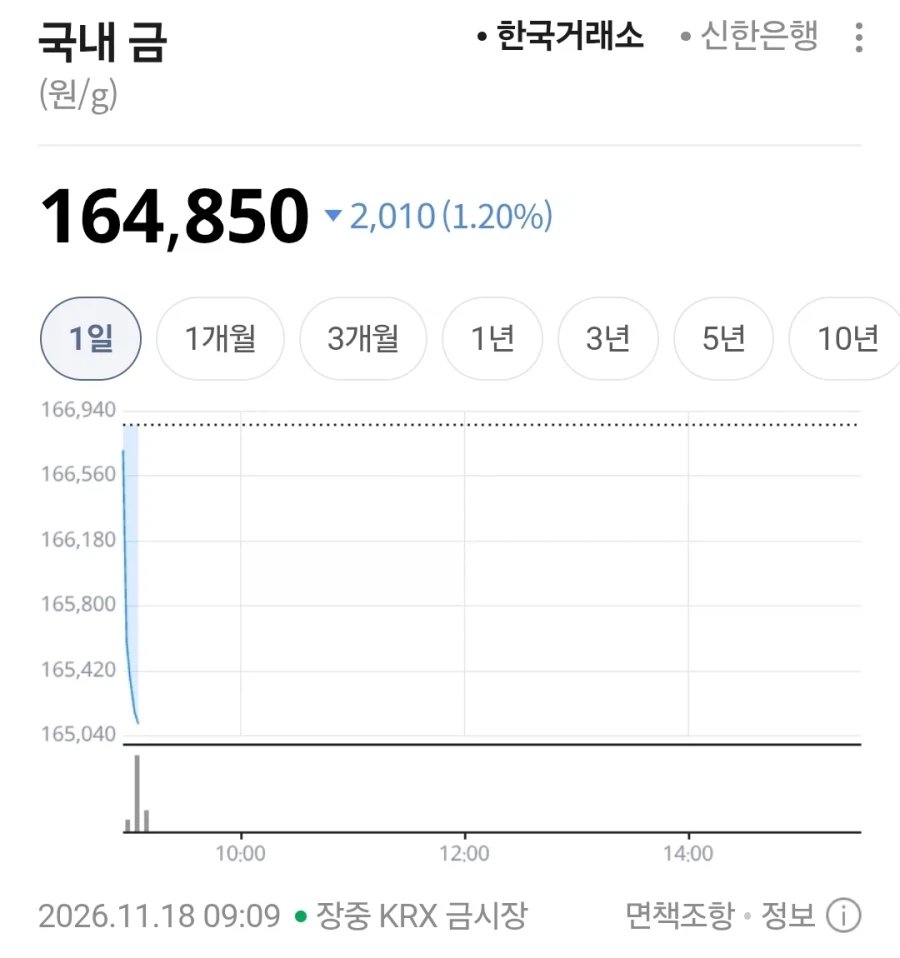 국내 금 • 한국거래소 • 신한은행
(원/g)
164,850 ▼2,010(1.20%)
1일 1개월 3개월 1년 3년 5년 10년
166,940
166,560
166,180
165,800
165,420
165,040
10:00 12:00 14:00
2026.11.18 09:09 • 장중 KRX 금시장 면책조항 • 정보 ⓘ